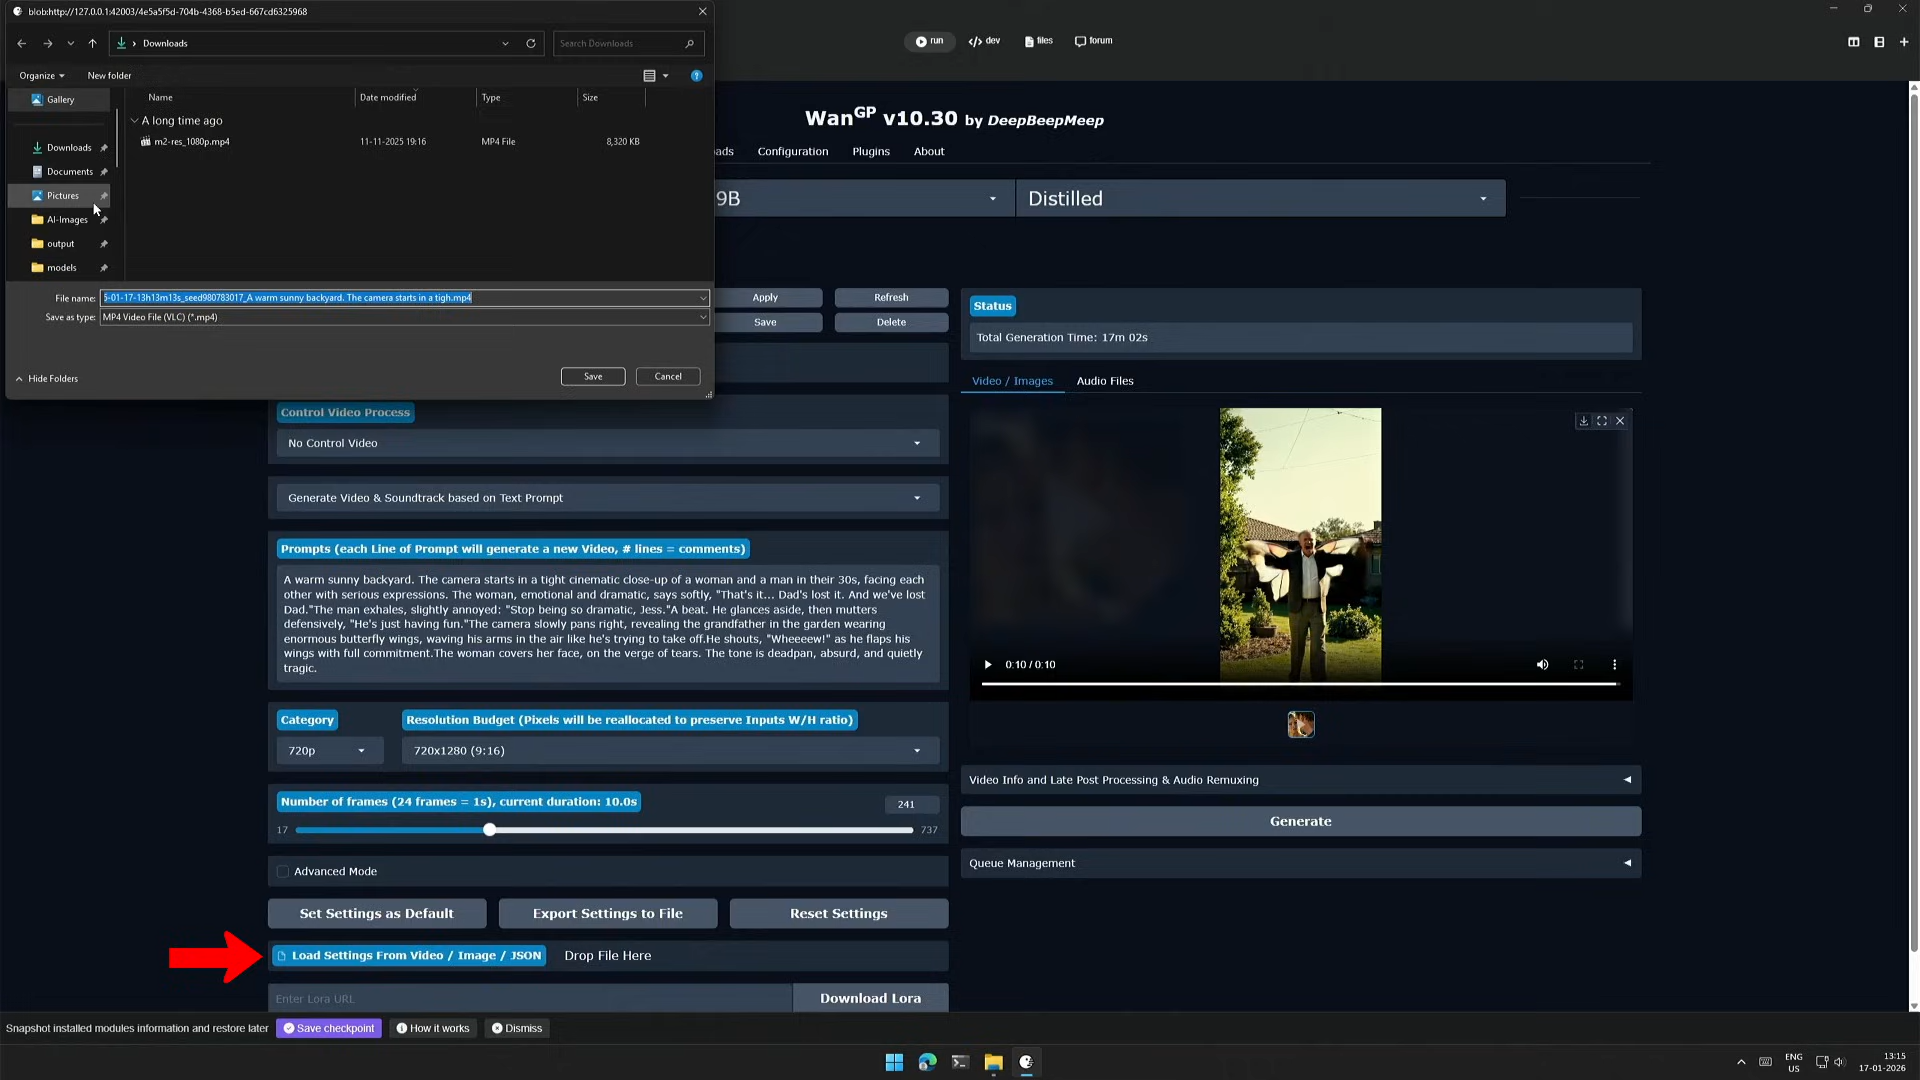 blob:http://127.0.0.1:42003/4e5a5f5d-704b-4368-b5ed-667cd6325968
Downloads
Search Downloads
Organize
New folder
Gallery
Downloads
Documents
Pictures
AI-Images
output
models
Name
Date modified
Type
Size
A long time ago
m2-res_1080p.mp4
11-11-2025 19:16
MP4 File
8,320 KB
File name:
5-01-17-13h13m13s_seed980783017_A warm sunny backyard. The camera starts in a tigh.mp4
Save as type:
MP4 Video File (VLC) (*.mp4)
Hide Folders
Save
Cancel
run
dev
files
forum
WanGP v10.30 by DeepBeepMeep
ads
Configuration
Plugins
About
9B
Distilled
Apply
Refresh
Save
Delete
Control Video Process
No Control Video
Generate Video & Soundtrack based on Text Prompt
Prompts (each Line of Prompt will generate a new Video, # lines = comments)
A warm sunny backyard. The camera starts in a tight cinematic close-up of a woman and a man in their 30s, facing each
other with serious expressions. The woman, emotional and dramatic, says softly, "That's it... Dad's lost it. And we've lost
Dad."The man exhales, slightly annoyed: "Stop being so dramatic, Jess."A beat. He glances aside, then mutters
defensively, "He's just having fun."The camera slowly pans right, revealing the grandfather in the garden wearing
enormous butterfly wings, waving his arms in the air like he's trying to take off.He shouts, "Wheeeew!" as he flaps his
wings with full commitment.The woman covers her face, on the verge of tears. The tone is deadpan, absurd, and quietly
tragic.
Category
720p
Resolution Budget (Pixels will be reallocated to preserve Inputs W/H ratio)
720x1280 (9:16)
Number of frames (24 frames = 1s), current duration: 10.0s
241
17
737
Advanced Mode
Set Settings as Default
Export Settings to File
Reset Settings
Load Settings From Video / Image / JSON
Drop File Here
Enter Lora URL
Download Lora
Status
Total Generation Time: 17m 02s
Video / Images
Audio Files
0:10 / 0:10
Video Info and Late Post Processing & Audio Remuxing
Generate
Queue Management
Snapshot installed modules information and restore later
Save checkpoint
How it works
Dismiss
ENG
US
13:15
17-01-2026